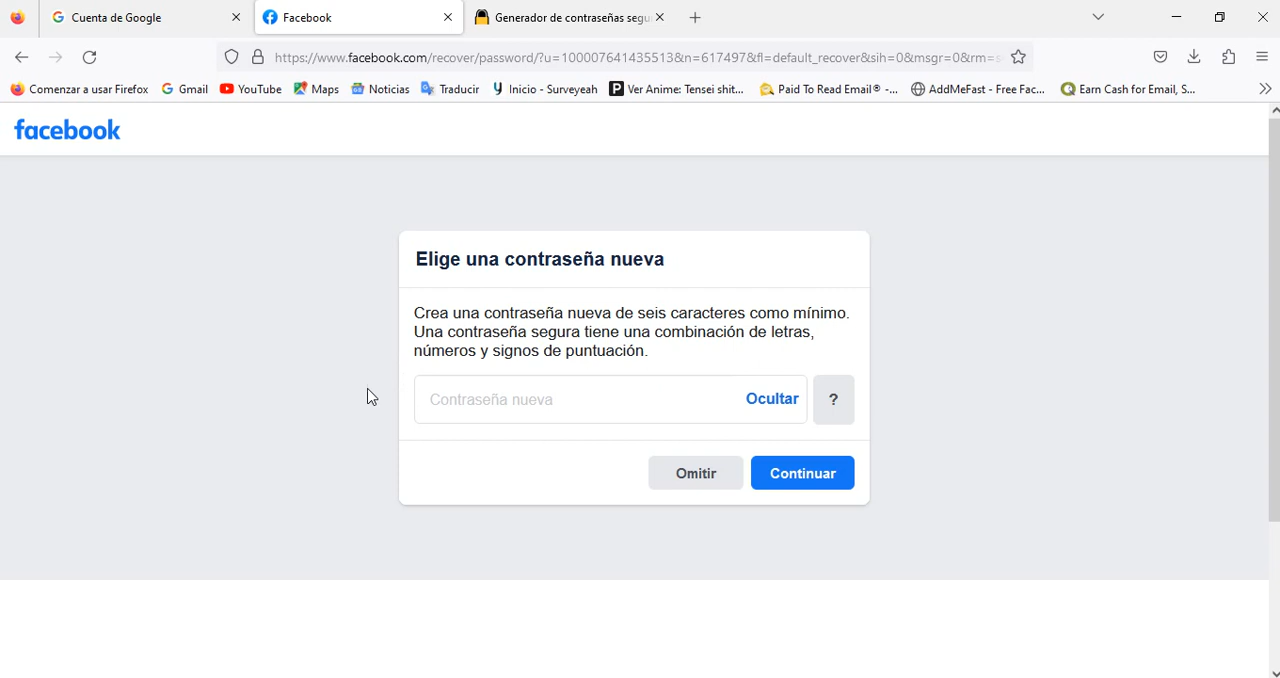 Cuenta de Google
Facebook
Generador de contraseñas segu
https://www.facebook.com/recover/password/?u=100007641435513&n=617497&fl=default_recover&sih=0&msgr=0&rm=s
Comenzar a usar Firefox
Gmail
YouTube
Maps
Noticias
Traducir
Inicio - Surveyeah
Ver Anime: Tensei shit...
Paid To Read Email® -...
AddMeFast - Free Fac...
Earn Cash for Email, S...
facebook
Elige una contraseña nueva
Crea una contraseña nueva de seis caracteres como mínimo.
Una contraseña segura tiene una combinación de letras,
números y signos de puntuación.
Contraseña nueva
Ocultar
?
Omitir
Continuar